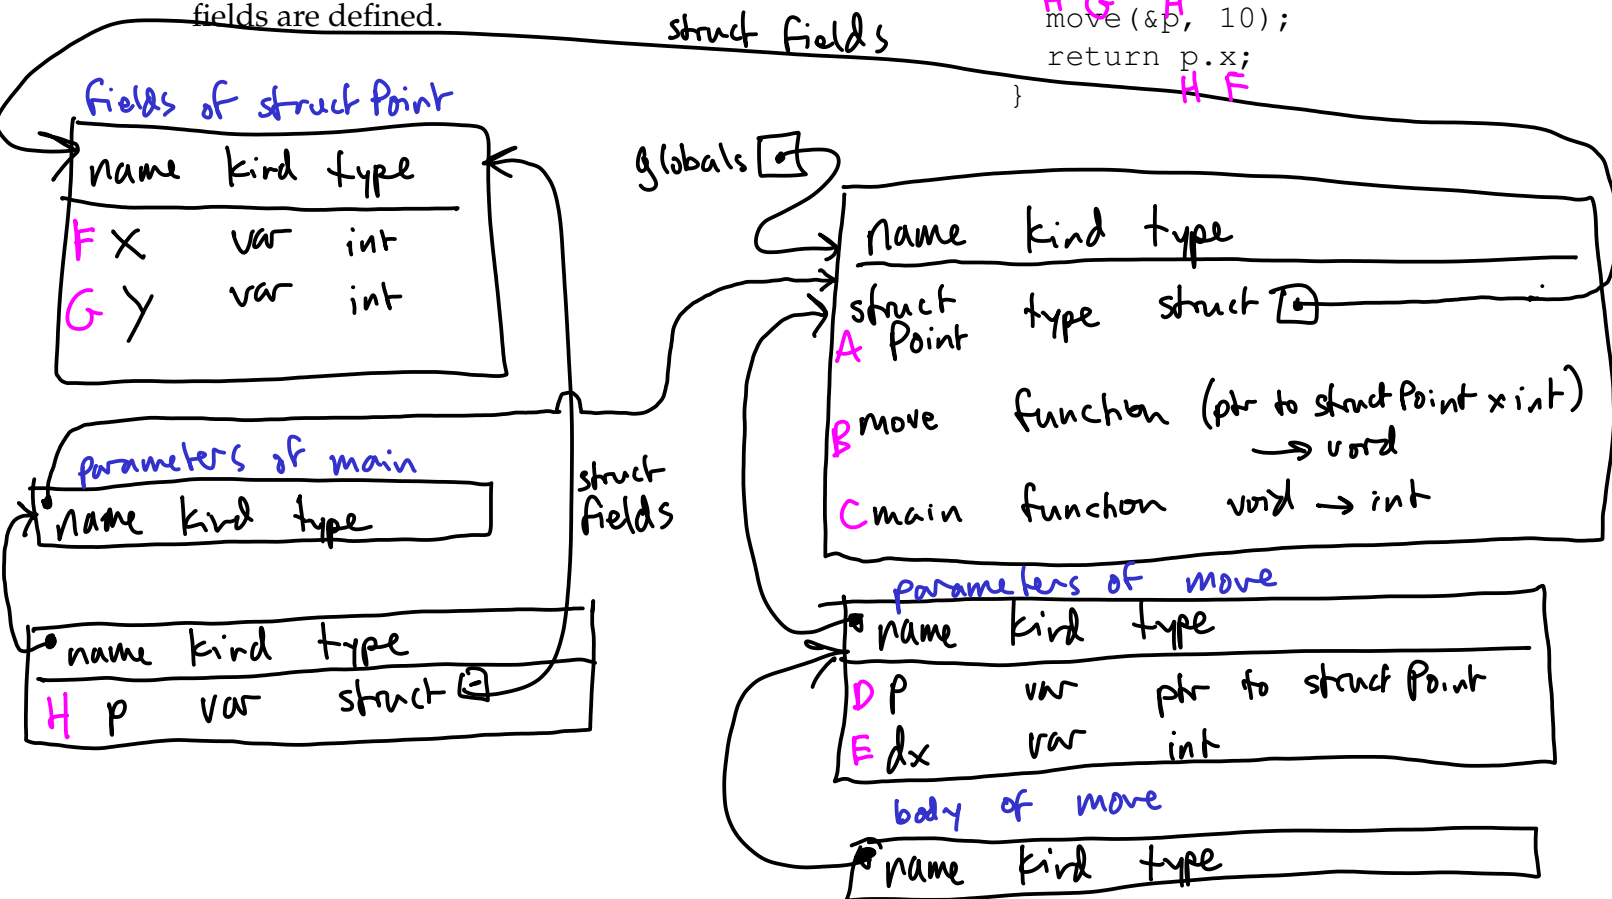 fields are defined.
H G H
move(&p, 10);
return p.x;
H F
}
struct fields
fields of struct Point
name kind type
F x var int
G y var int
globals
name kind type
struct Point type struct
A
B move function (ptr to struct Point x int)
→ void
C main function void → int
parameters of main
name kind type
struct
fields
name kind type
H p var struct
parameters of move
name kind type
D p var ptr to struct Point
E dx var int
body of move
name kind type